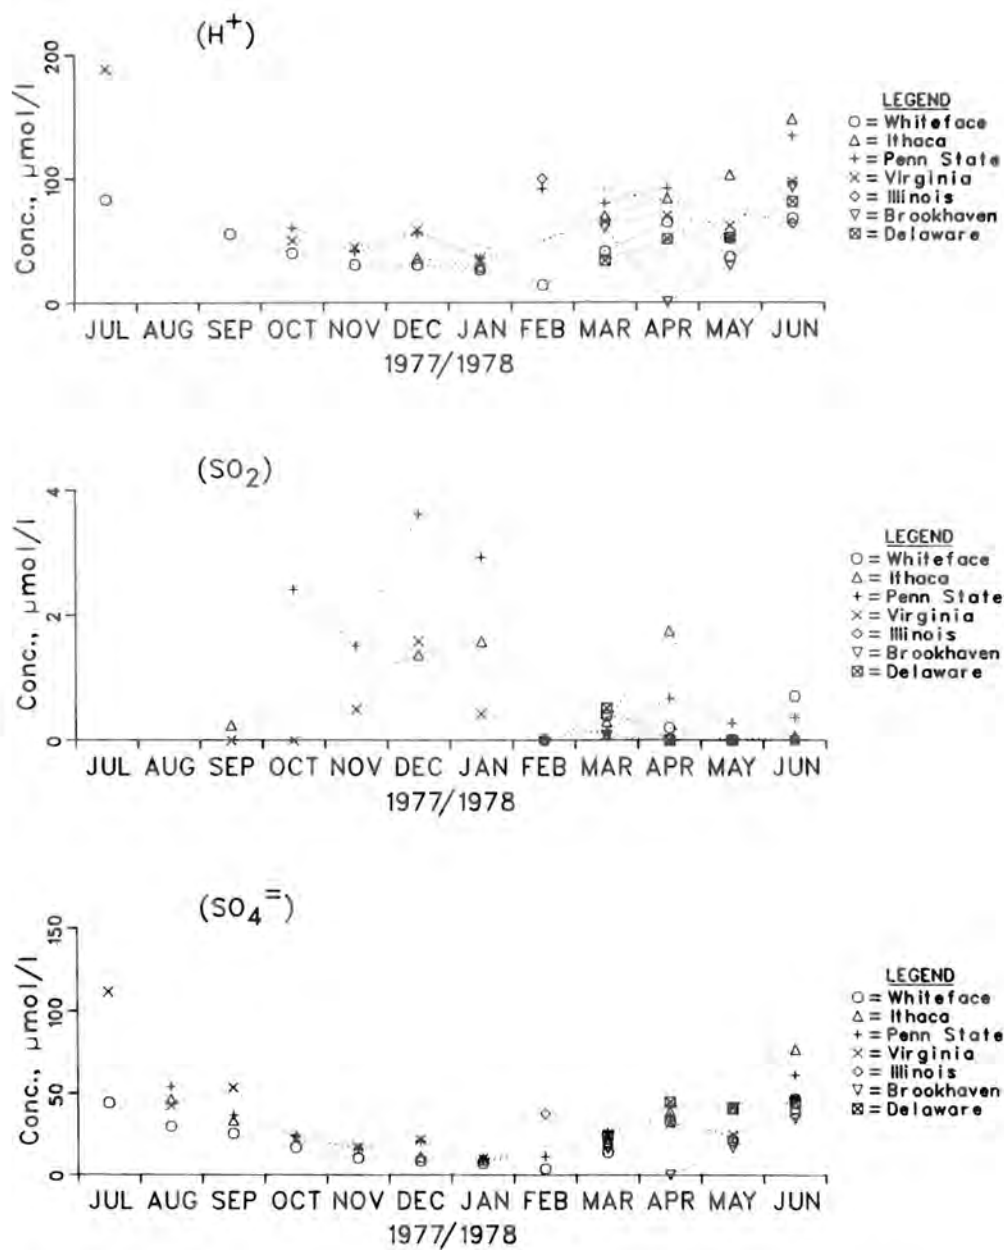 (H+)
Conc., μmol/l
200
100
0
JUL AUG SEP OCT NOV DEC JAN FEB MAR APR MAY JUN
1977/1978
LEGEND
○ = Whiteface
△ = Ithaca
+ = Penn State
× = Virginia
◇ = Illinois
▽ = Brookhaven
⊠ = Delaware
(SO2)
Conc., μmol/l
4
2
0
JUL AUG SEP OCT NOV DEC JAN FEB MAR APR MAY JUN
1977/1978
LEGEND
○ = Whiteface
△ = Ithaca
+ = Penn State
× = Virginia
◇ = Illinois
▽ = Brookhaven
⊠ = Delaware
(SO4=)
Conc., μmol/l
150
100
50
0
JUL AUG SEP OCT NOV DEC JAN FEB MAR APR MAY JUN
1977/1978
LEGEND
○ = Whiteface
△ = Ithaca
+ = Penn State
× = Virginia
◇ = Illinois
▽ = Brookhaven
⊠ = Delaware